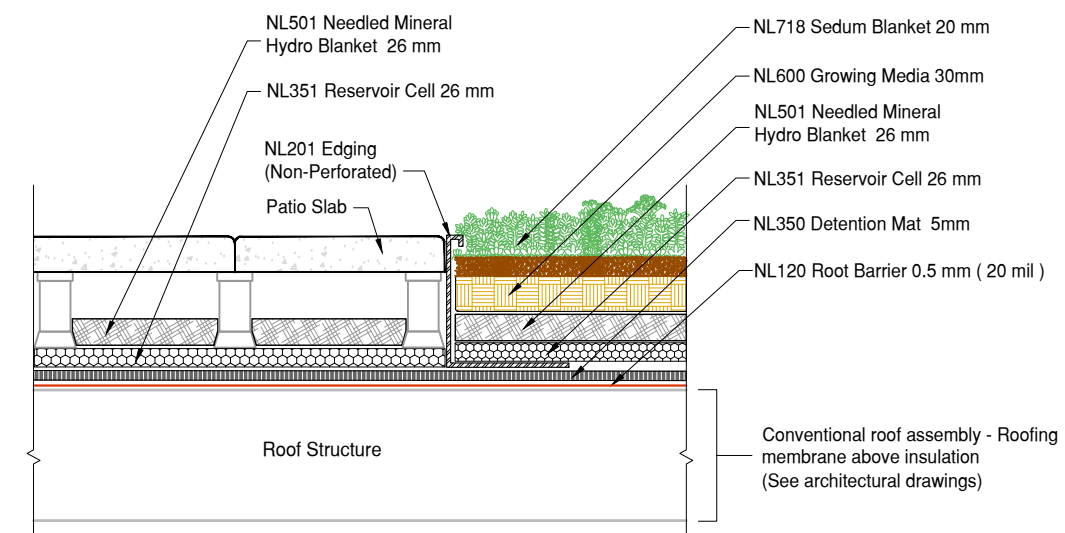 NL501 Needled Mineral
Hydro Blanket  26 mm
NL351 Reservoir Cell 26 mm
NL201 Edging
(Non-Perforated)
Patio Slab
NL718 Sedum Blanket 20 mm
NL600 Growing Media 30mm
NL501 Needled Mineral
Hydro Blanket  26 mm
NL351 Reservoir Cell 26 mm
NL350 Detention Mat  5mm
NL120 Root Barrier 0.5 mm ( 20 mil )
Roof Structure
Conventional roof assembly - Roofing
membrane above insulation
(See architectural drawings)